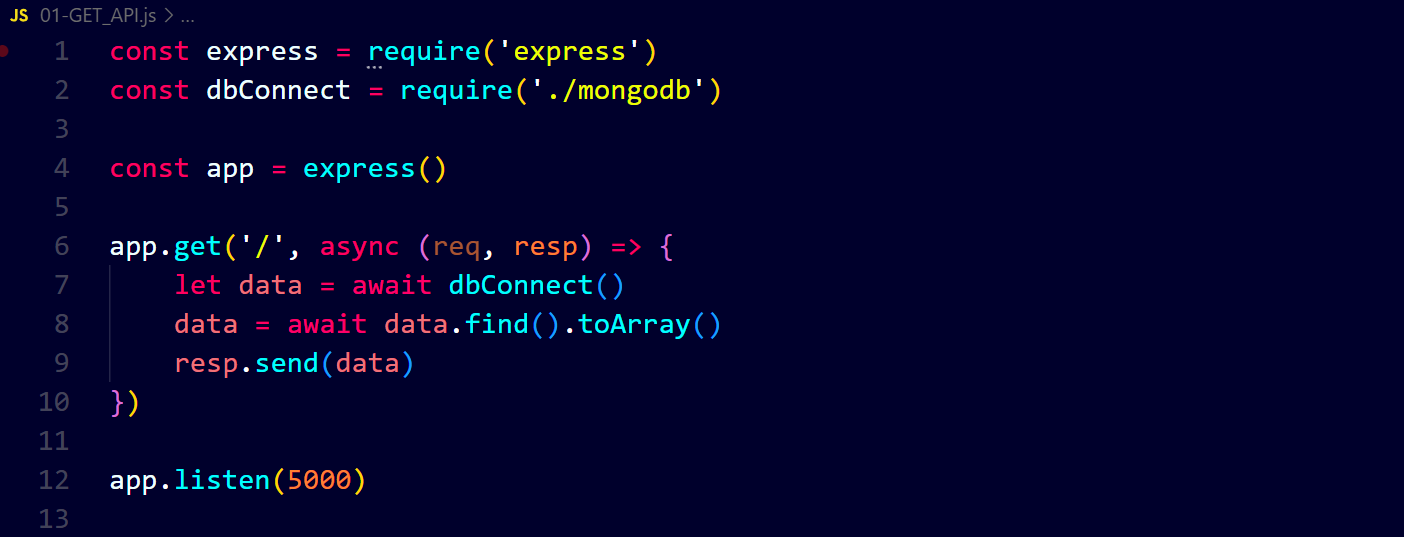 JS 01-GET_API.js > ...
1 const express = require('express')
2 const dbConnect = require('./mongodb')
3
4 const app = express()
5
6 app.get('/', async (req, resp) => {
7     let data = await dbConnect()
8     data = await data.find().toArray()
9     resp.send(data)
10 })
11
12 app.listen(5000)
13